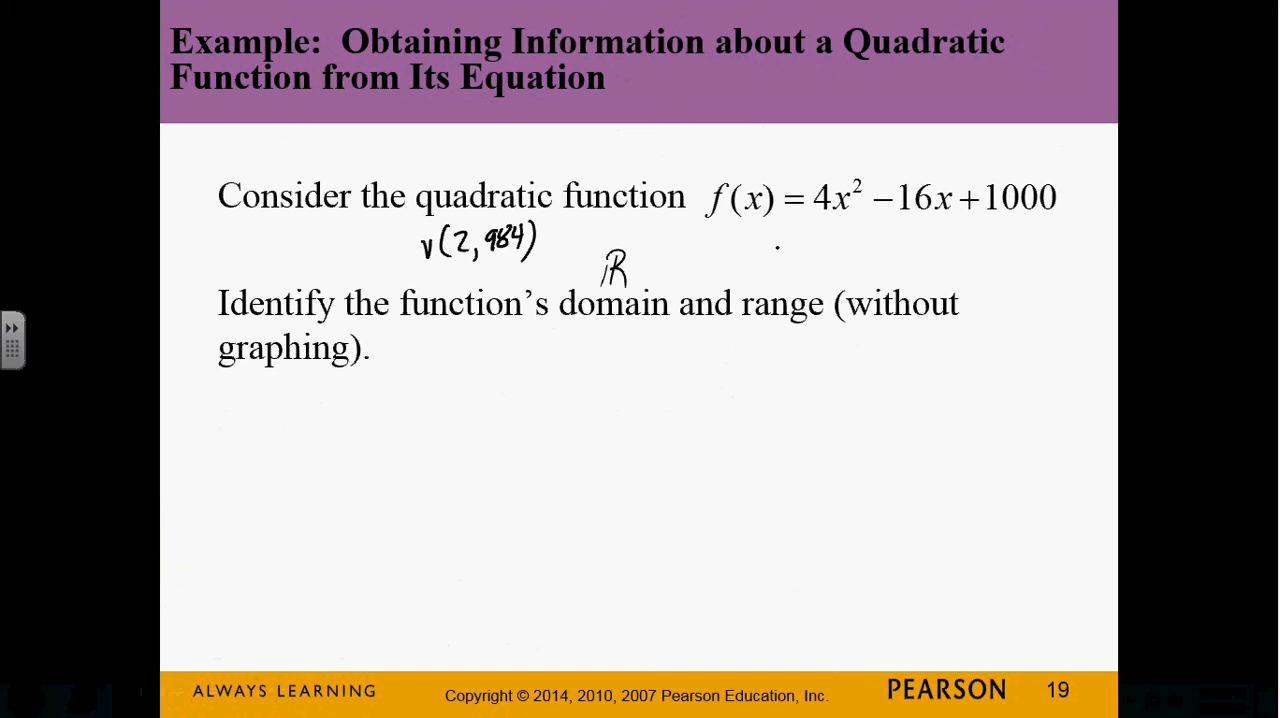 Example: Obtaining Information about a Quadratic
Function from Its Equation
Consider the quadratic function f(x) = 4x² − 16x + 1000
v(2, 984)
ℝ
Identify the function’s domain and range (without
graphing).
ALWAYS LEARNING
Copyright © 2014, 2010, 2007 Pearson Education, Inc.
PEARSON
19